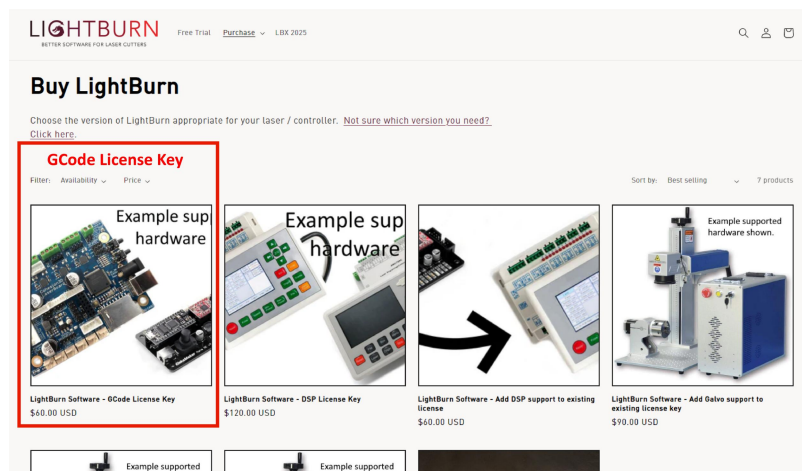 LIGHTBURN
BETTER SOFTWARE FOR LASER CUTTERS
Free Trial Purchase LBX 2025
Buy LightBurn
Choose the version of LightBurn appropriate for your laser / controller. Not sure which version you need?
Click here.
GCode License Key
Filter: Availability Price
Sort by: Best selling 7 products
Example sup
hardware
Example sup
hardware
Example supported
hardware shown.
LightBurn Software - GCode License Key
$60.00 USD
LightBurn Software - DSP License Key
$120.00 USD
LightBurn Software - Add DSP support to existing
license
$60.00 USD
LightBurn Software - Add Galvo support to
existing license key
$90.00 USD
Example supported
Example supported